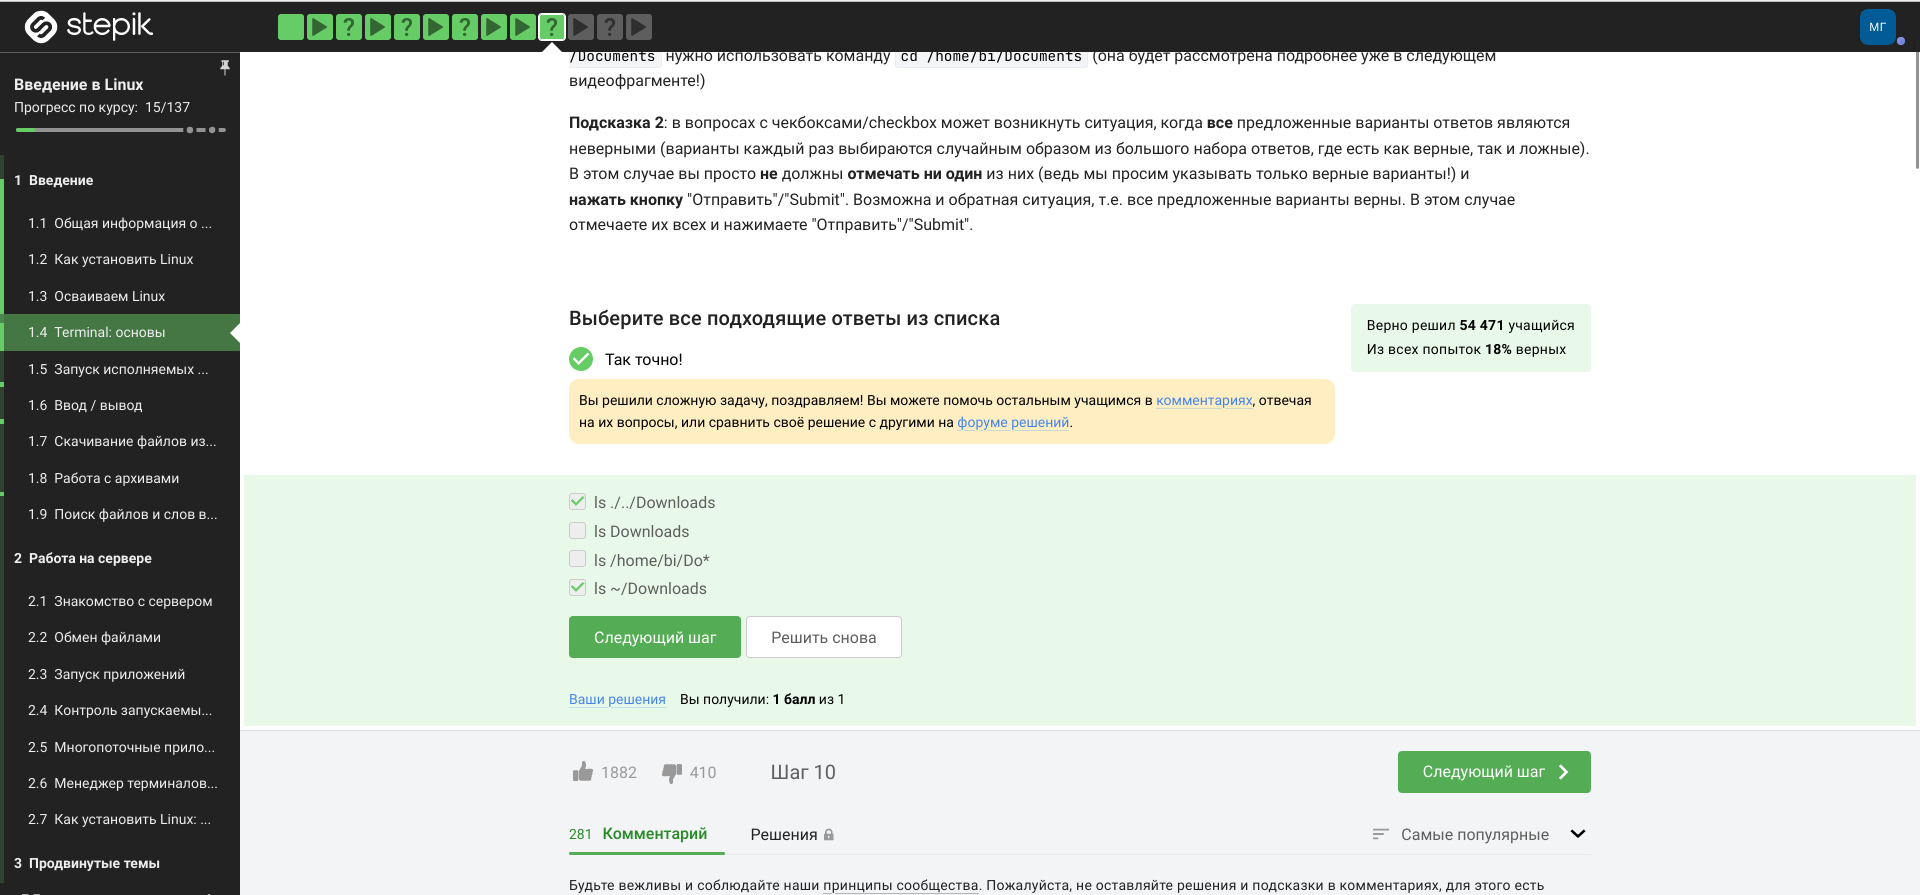 stepik
МГ
Введение в Linux
Прогресс по курсу: 15/137
1 Введение
1.1 Общая информация о ...
1.2 Как установить Linux
1.3 Осваиваем Linux
1.4 Terminal: основы
1.5 Запуск исполняемых ...
1.6 Ввод / вывод
1.7 Скачивание файлов из...
1.8 Работа с архивами
1.9 Поиск файлов и слов в...
2 Работа на сервере
2.1 Знакомство с сервером
2.2 Обмен файлами
2.3 Запуск приложений
2.4 Контроль запускаемы...
2.5 Многопоточные прило...
2.6 Менеджер терминалов...
2.7 Как установить Linux: ...
3 Продвинутые темы
/Documents нужно использовать команду cd /home/bi/Documents (она будет рассмотрена подробнее уже в следующем
видеофрагменте!)
Подсказка 2: в вопросах с чекбоксами/checkbox может возникнуть ситуация, когда все предложенные варианты ответов являются
неверными (варианты каждый раз выбираются случайным образом из большого набора ответов, где есть как верные, так и ложные).
В этом случае вы просто не должны отмечать ни один из них (ведь мы просим указывать только верные варианты!) и
нажать кнопку "Отправить"/"Submit". Возможна и обратная ситуация, т.е. все предложенные варианты верны. В этом случае
отмечаете их всех и нажимаете "Отправить"/"Submit".
Выберите все подходящие ответы из списка
Верно решил 54 471 учащийся
Из всех попыток 18% верных
Так точно!
Вы решили сложную задачу, поздравляем! Вы можете помочь остальным учащимся в комментариях, отвечая
на их вопросы, или сравнить своё решение с другими на форуме решений.
ls ./../Downloads
ls Downloads
ls /home/bi/Do*
ls ~/Downloads
Следующий шаг Решить снова
Ваши решения Вы получили: 1 балл из 1
1882 410 Шаг 10 Следующий шаг
281 Комментарий Решения Самые популярные
Будьте вежливы и соблюдайте наши принципы сообщества. Пожалуйста, не оставляйте решения и подсказки в комментариях, для этого есть